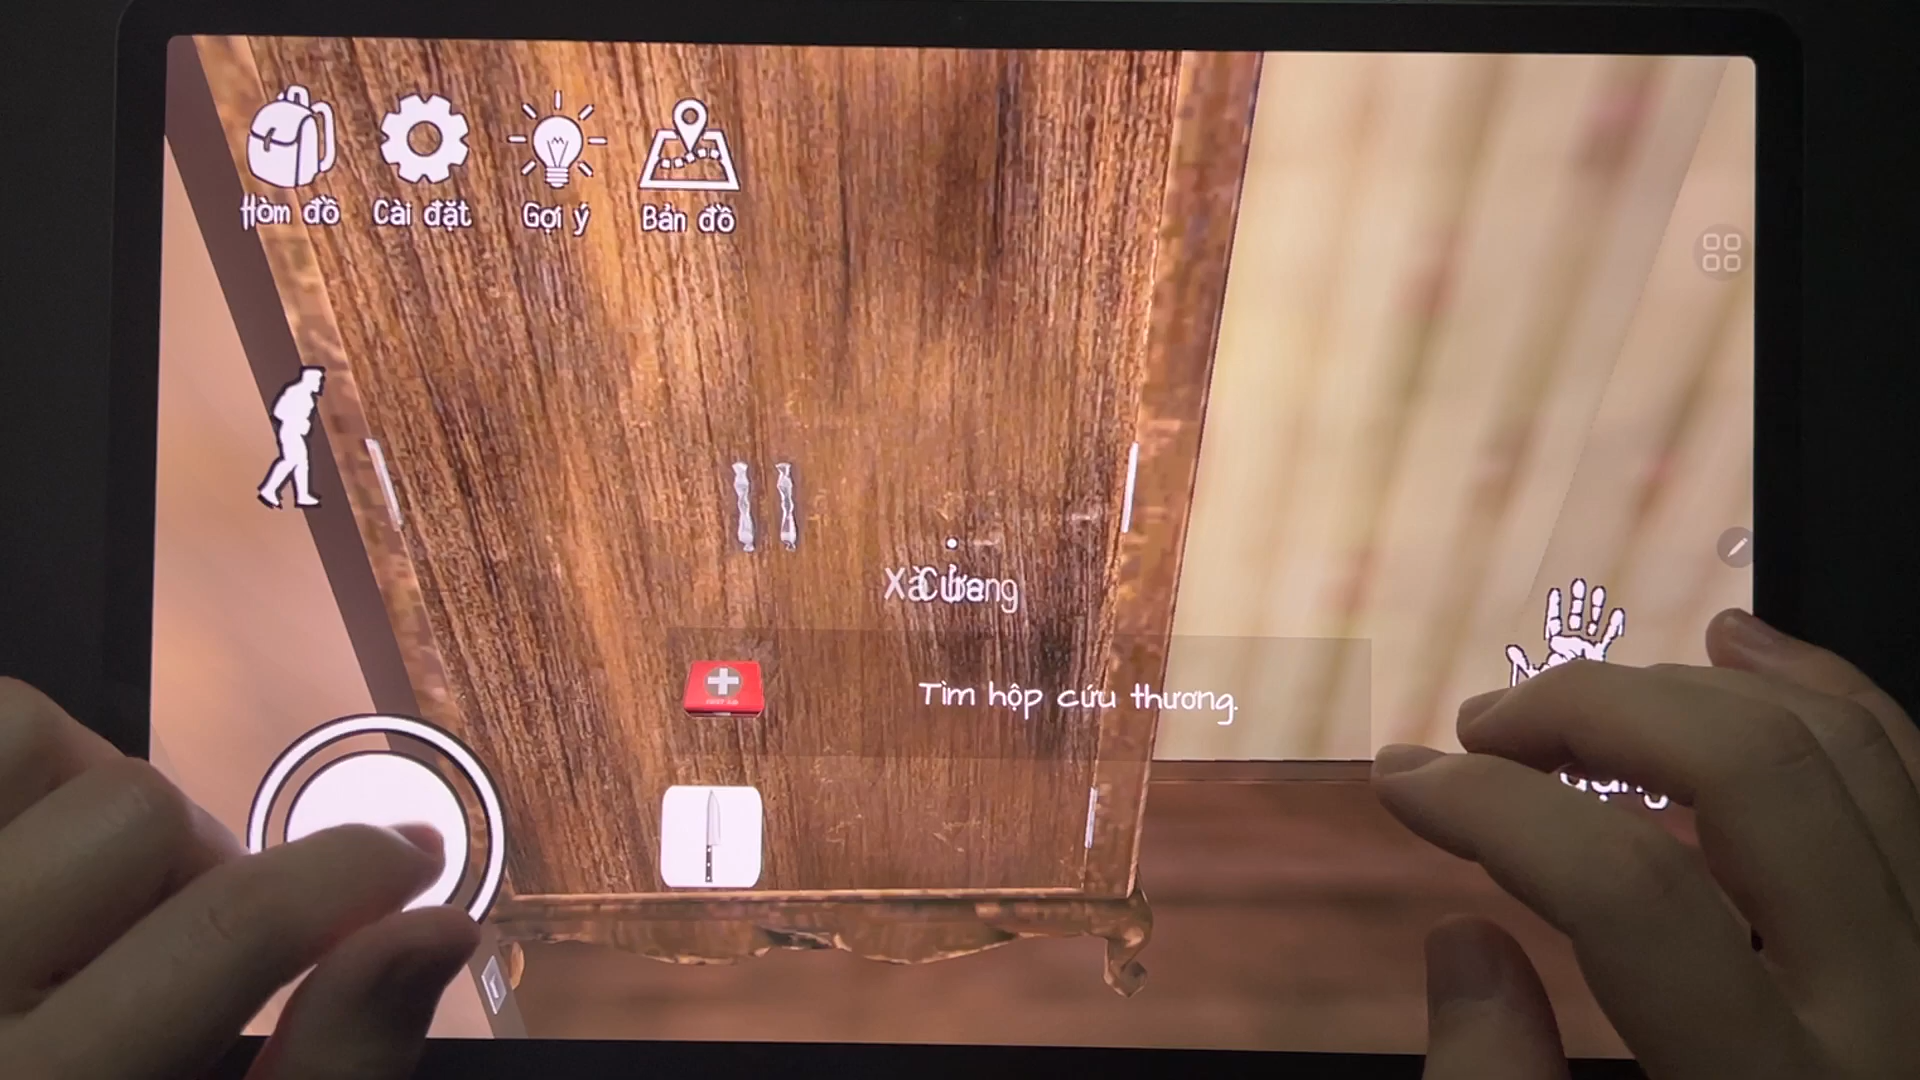 Hòm đồ
Cài đặt
Gợi ý
Bản đồ
Tìm hộp cứu thương.